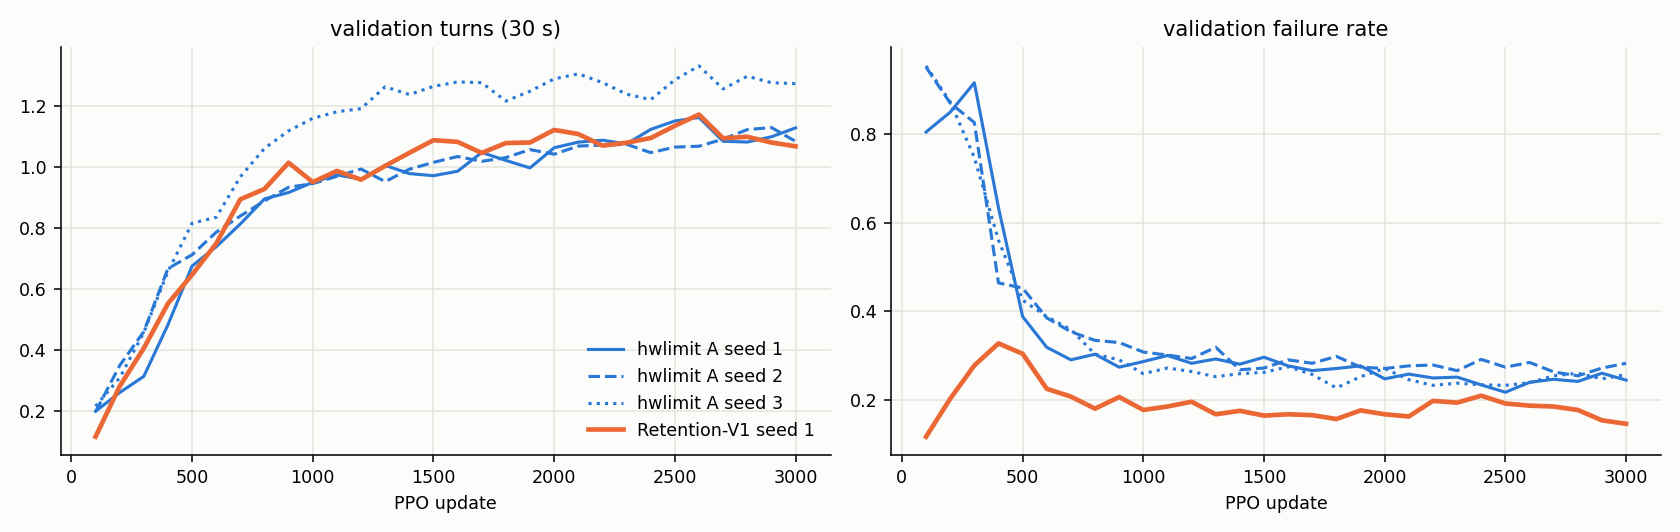 validation turns (30 s)
1.2
1.0
0.8
0.6
0.4
0.2
hwlimit A seed 1
hwlimit A seed 2
hwlimit A seed 3
Retention-V1 seed 1
0 500 1000 1500 2000 2500 3000
PPO update
validation failure rate
0.8
0.6
0.4
0.2
0 500 1000 1500 2000 2500 3000
PPO update